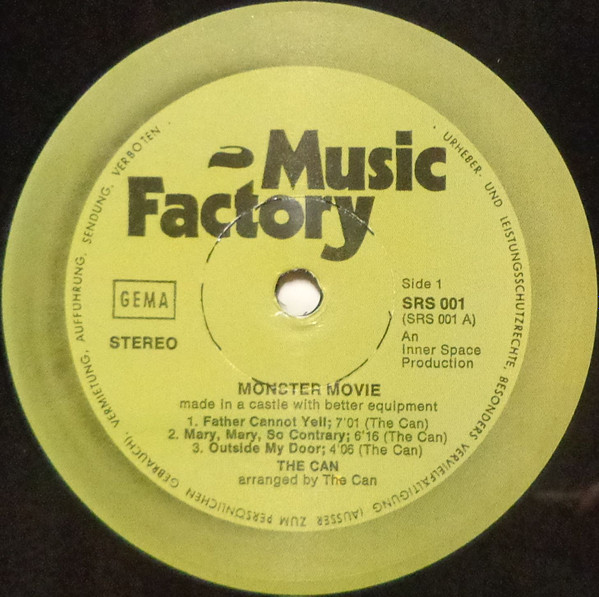 Music
Factory
GEMA
STEREO
Side 1
SRS 001
(SRS 001 A)
An
Inner Space
Production
MONSTER MOVIE
made in a castle with better equipment
1. Father Cannot Yell; 7'01 (The Can)
2. Mary, Mary, So Contrary; 6'16 (The Can)
3. Outside My Door; 4'06 (The Can)
THE CAN
arranged by The Can
URHEBER- UND LEISTUNGSSCHUTZRECHTE, BESONDERS VERVIELFÄLTIGUNG (AUSSER ZUM PERSÖNLICHEN GEBRAUCH), VERMIETUNG, AUFFÜHRUNG, SENDUNG, VERBOTEN